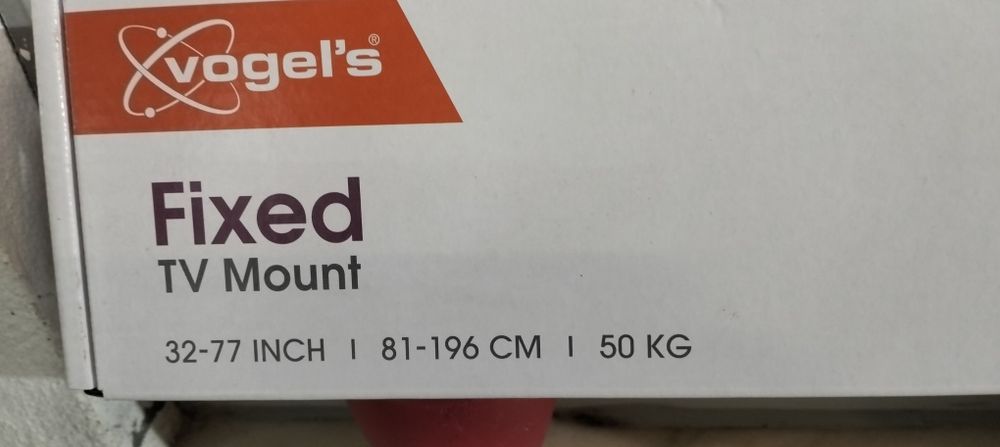 vogel's®
Fixed
TV Mount
32-77 INCH | 81-196 CM | 50 KG